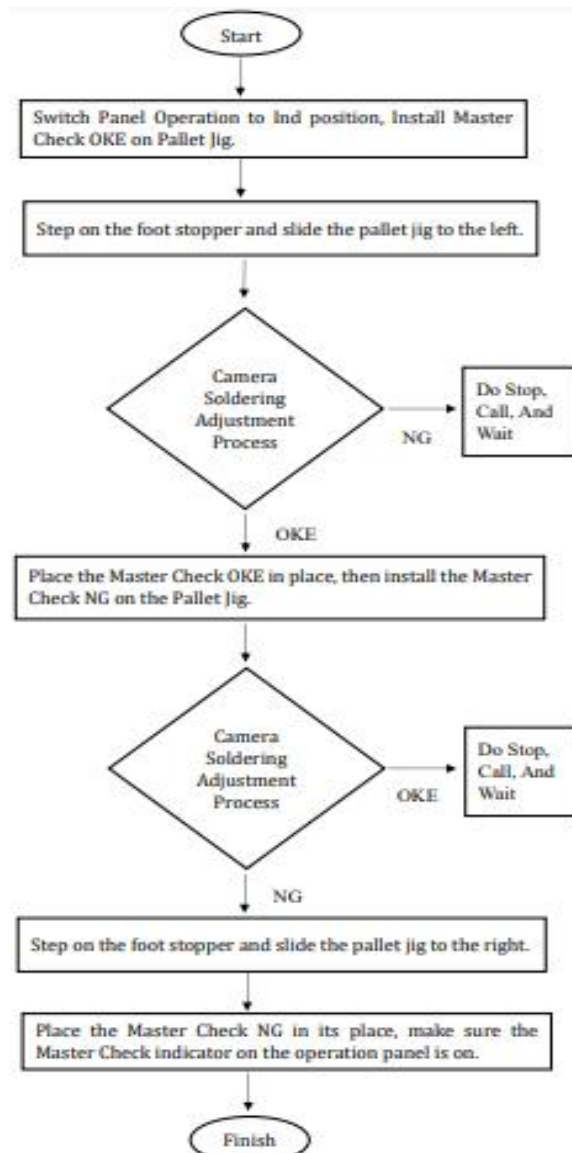 Start
Switch Panel Operation to Ind position, Install Master
Check OKE on Pallet Jig.
Step on the foot stopper and slide the pallet jig to the left.
Camera
Soldering
Adjustment
Process
NG
Do Stop,
Call, And
Wait
OKE
Place the Master Check OKE in place, then install the Master
Check NG on the Pallet Jig.
Camera
Soldering
Adjustment
Process
OKE
Do Stop,
Call, And
Wait
NG
Step on the foot stopper and slide the pallet jig to the right.
Place the Master Check NG in its place, make sure the
Master Check indicator on the operation panel is on.
Finish